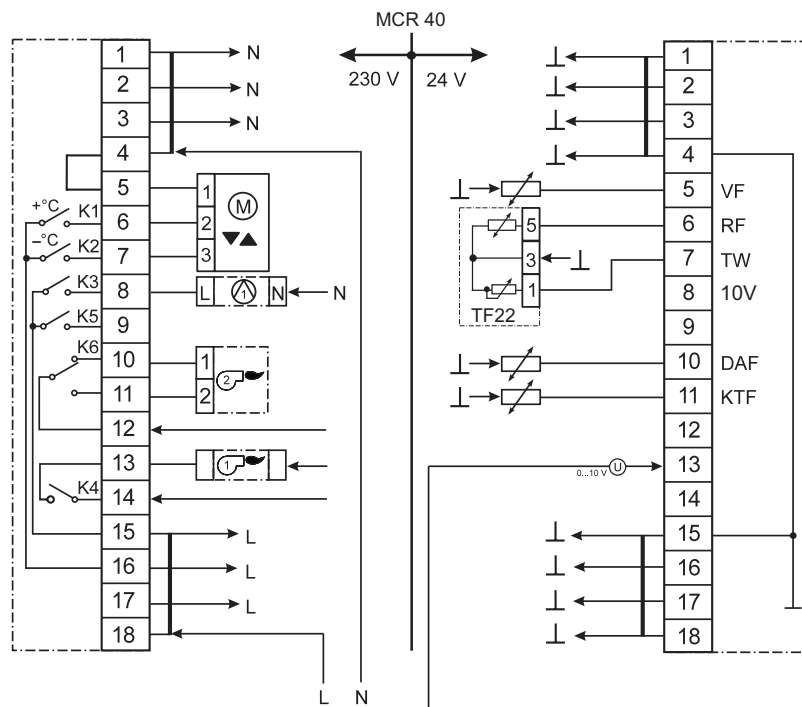 MCR 40
230 V 24 V
1 N
2 N
3 N
4
5
+°C K1 6
–°C K2 7
K3 8
K5 9
K6 10
11
12
13
K4 14
15 L
16 L
17 L
18
1 M
2
3
L 1 N N
1 2
2
1
L N
1
2
3
4
5 VF
6 RF
7 TW
8 10V
9
10 DAF
11 KTF
12
13
14
15
16
17
18
5
3
1
TF22
0...10 V U